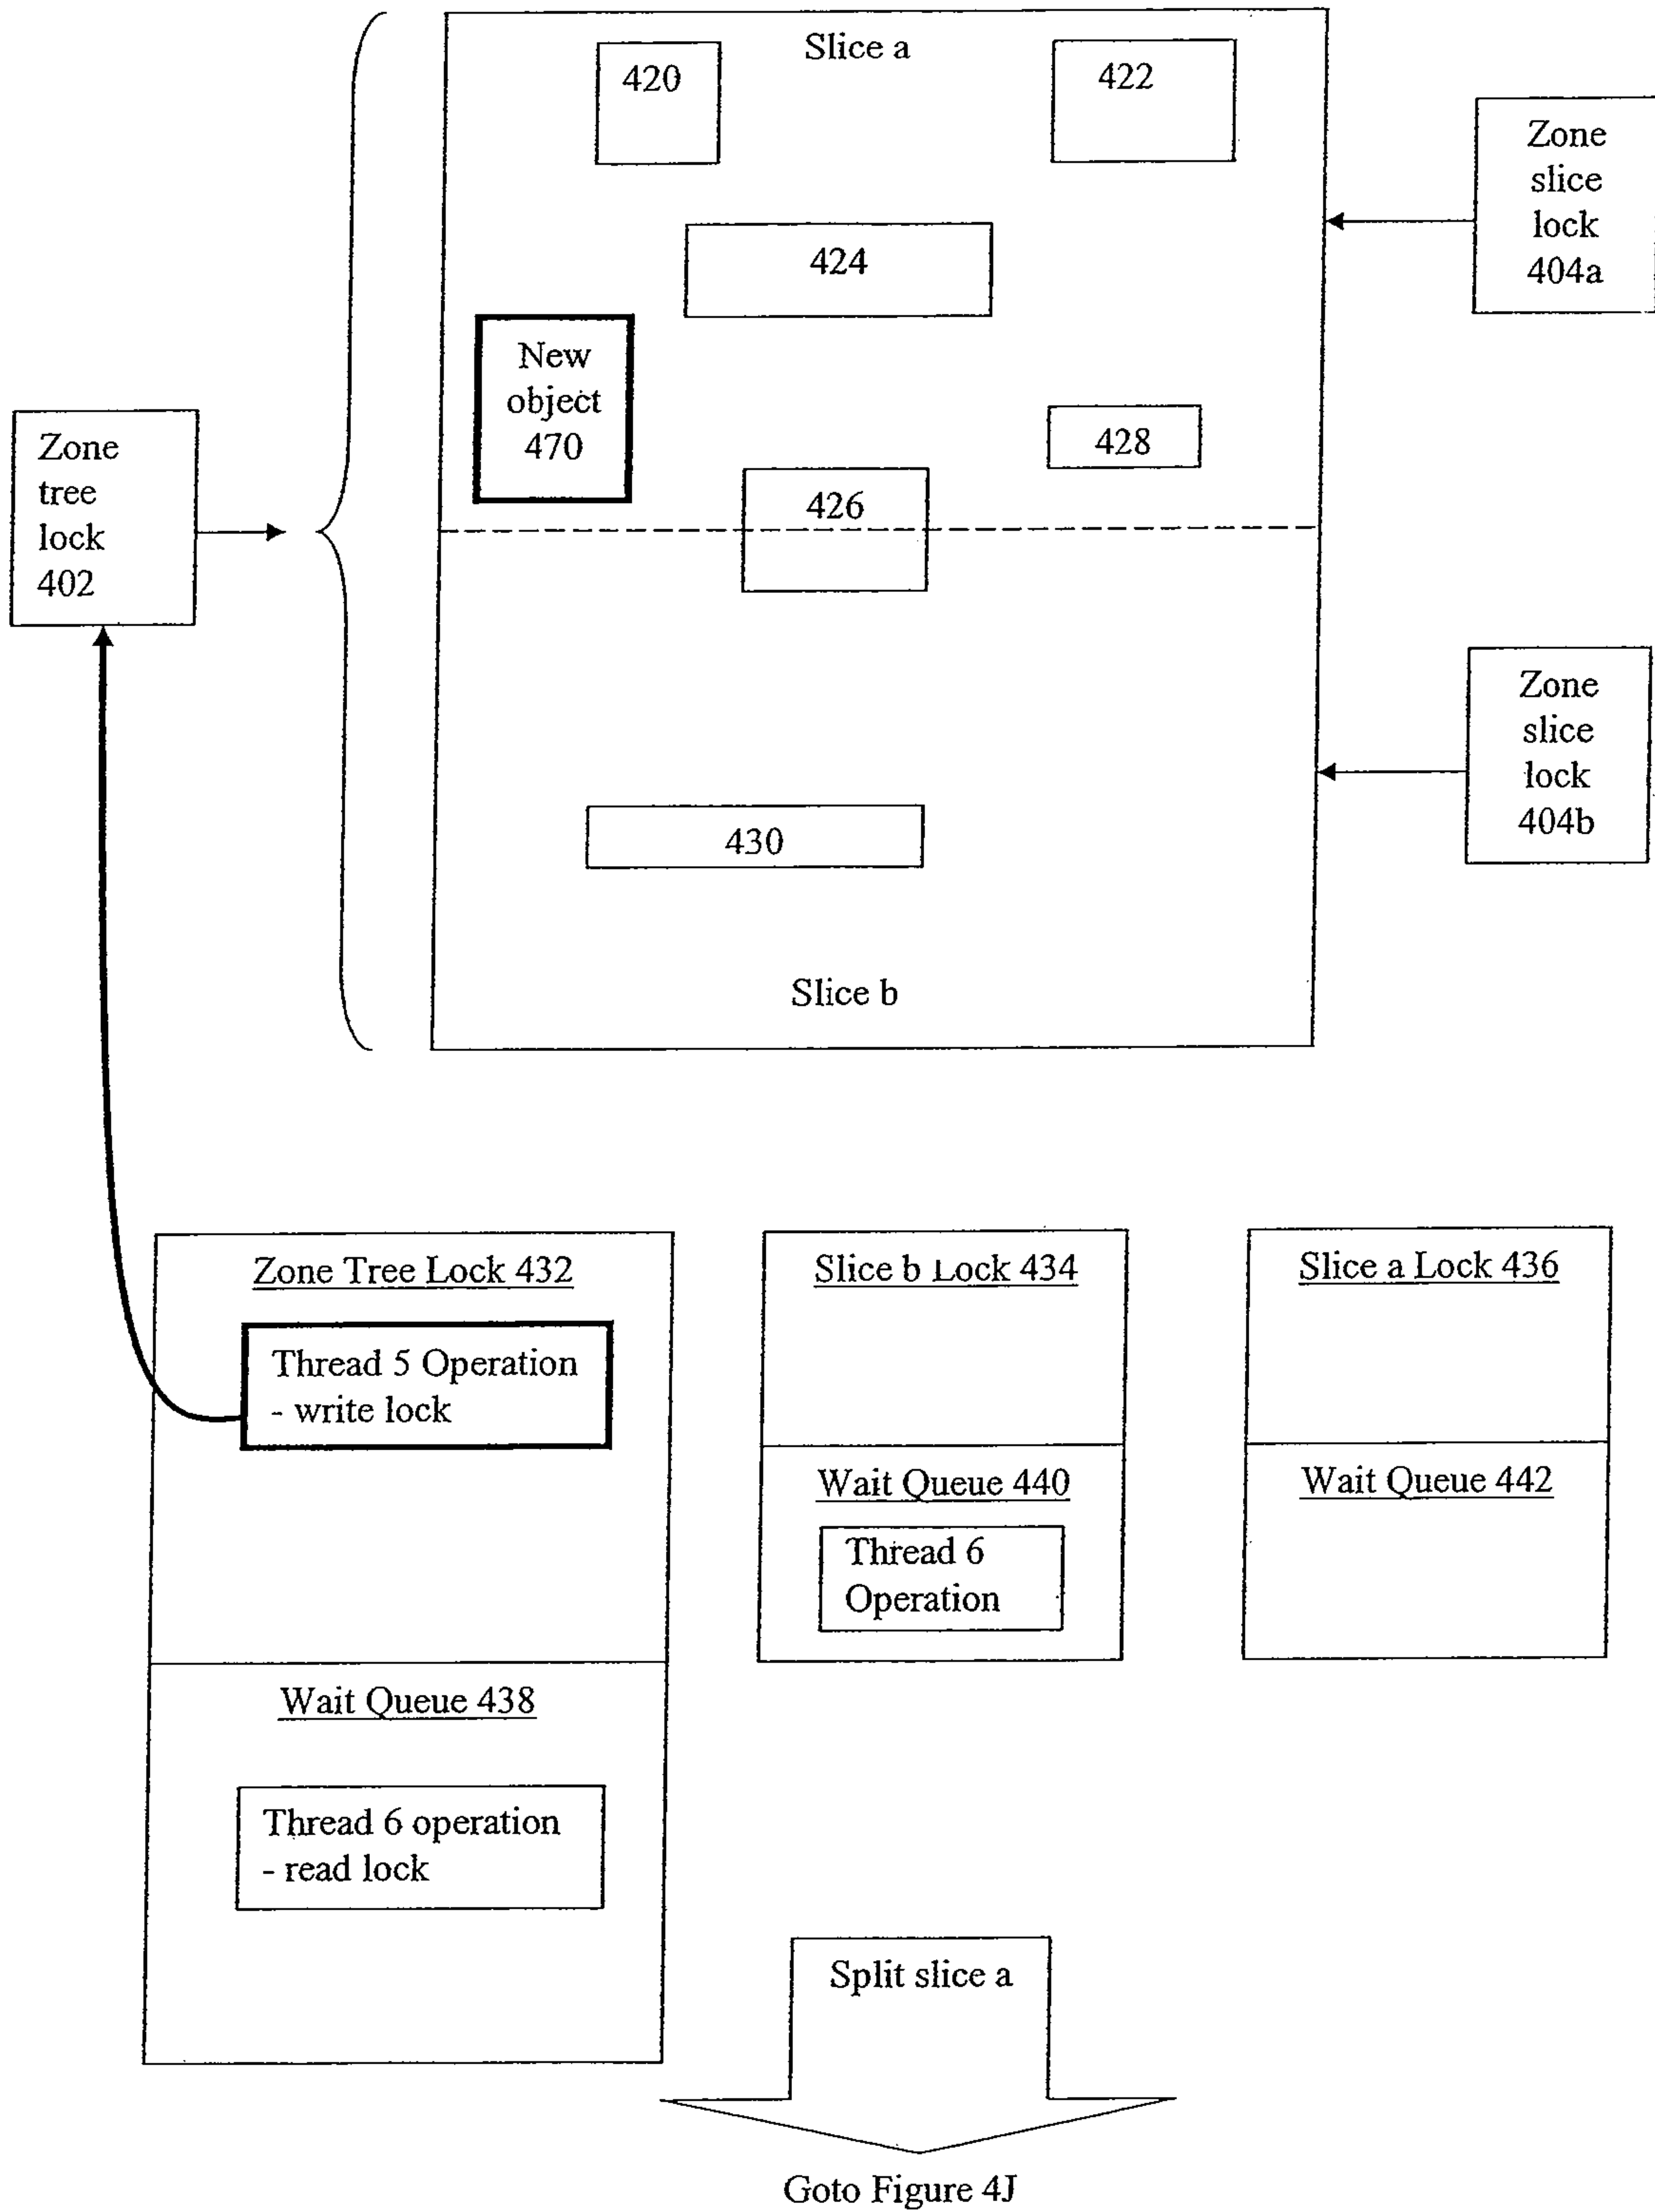 Slice a
420
422
Zone
slice
lock
404a
424
New
object
470
428
Zone
tree
lock
402
426
Zone
slice
lock
404b
430
Slice b
Zone Tree Lock 432
Thread 5 Operation
- write lock
Wait Queue 438
Thread 6 operation
- read lock
Slice b Lock 434
Wait Queue 440
Thread 6
Operation
Slice a Lock 436
Wait Queue 442
Split slice a
Goto Figure 4J